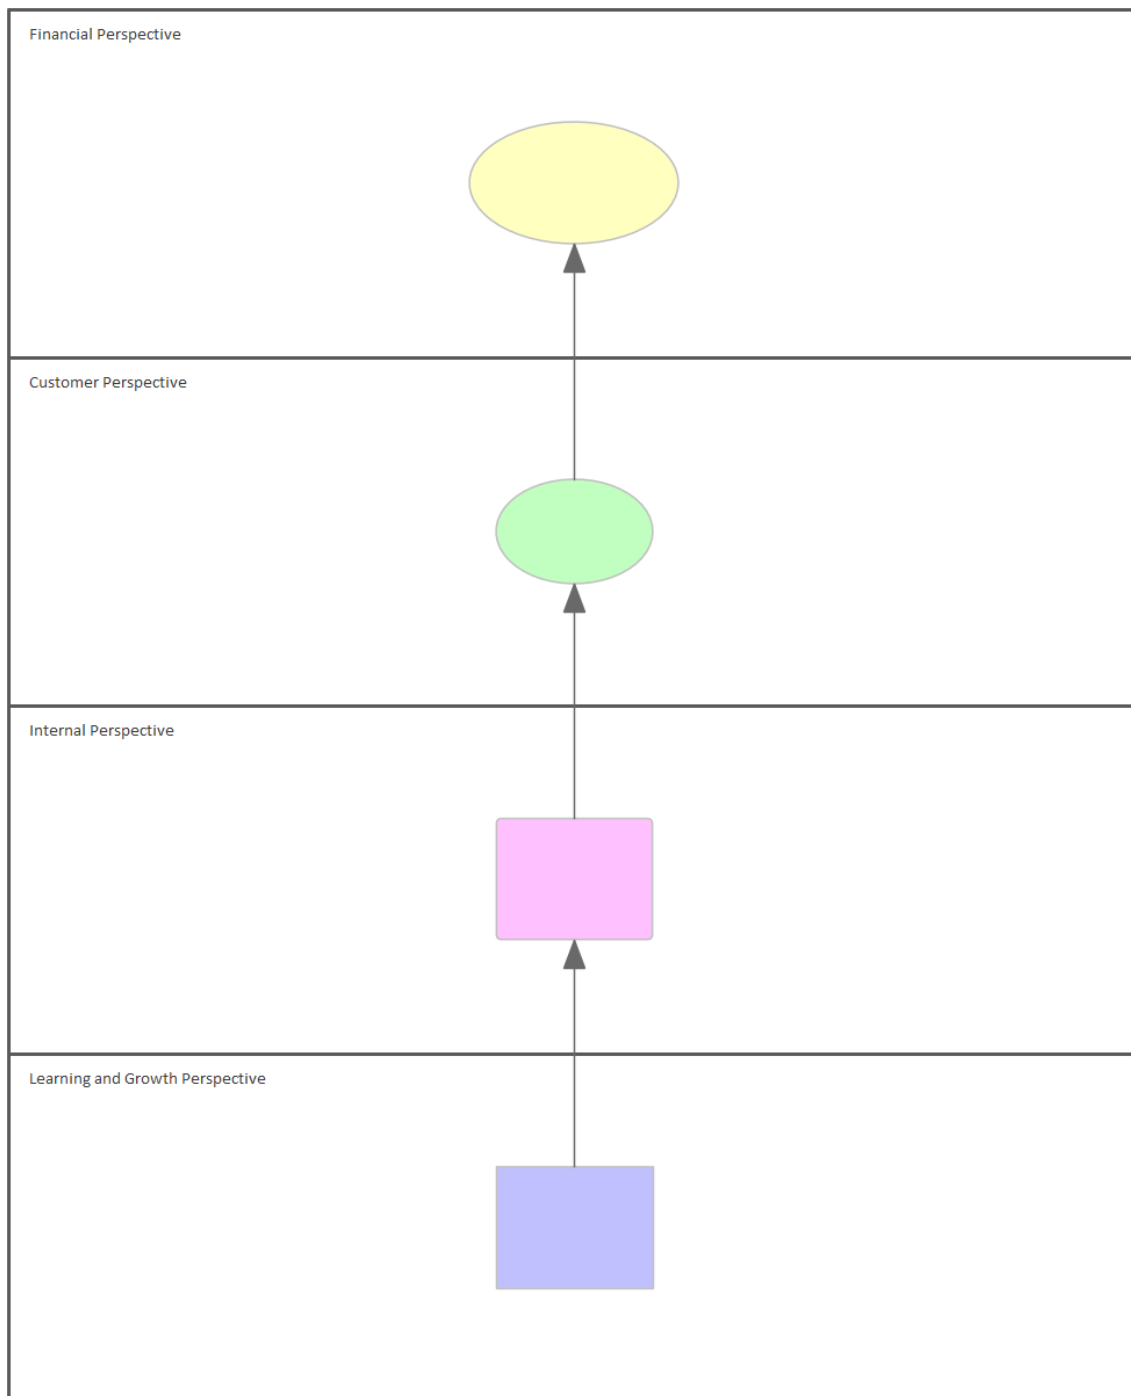 Financial Perspective
Customer Perspective
Internal Perspective
Learning and Growth Perspective